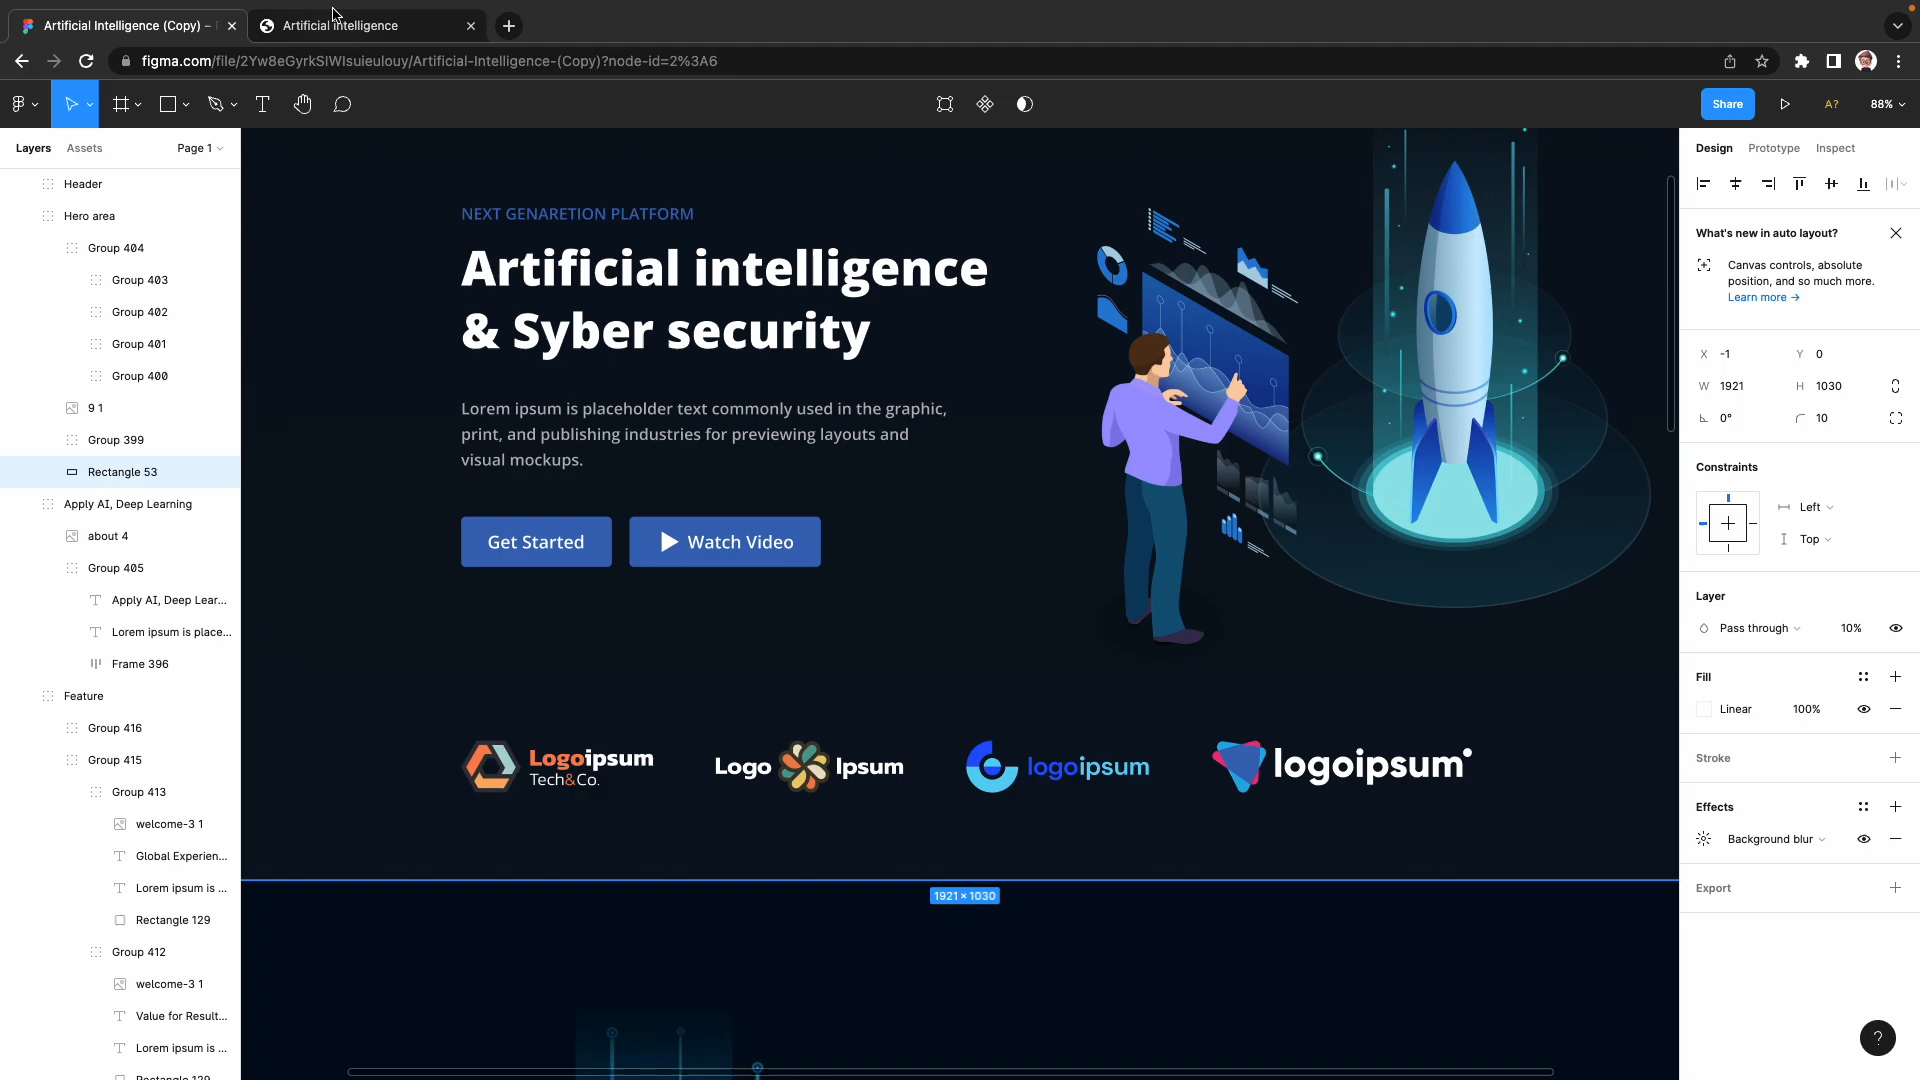 Artificial Intelligence (Copy) –
Artificial Intelligence
figma.com/file/2Yw8eGyrkSlWIsuieulouy/Artificial-Intelligence-(Copy)?node-id=2%3A6
Share
A?
88%
Layers
Assets
Page 1
Header
Hero area
Group 404
Group 403
Group 402
Group 401
Group 400
9 1
Group 399
Rectangle 53
Apply AI, Deep Learning
about 4
Group 405
Apply AI, Deep Lear...
Lorem ipsum is place...
Frame 396
Feature
Group 416
Group 415
Group 413
welcome-3 1
Global Experien...
Lorem ipsum is ...
Rectangle 129
Group 412
welcome-3 1
Value for Result...
Lorem ipsum is ...
Rectangle 129
NEXT GENARETION PLATFORM
Artificial intelligence
& Syber security
Lorem ipsum is placeholder text commonly used in the graphic,
print, and publishing industries for previewing layouts and
visual mockups.
Get Started
Watch Video
Logoipsum
Tech&Co.
Logo Ipsum
logoipsum
logoipsum
1921 × 1030
Design
Prototype
Inspect
What's new in auto layout?
Canvas controls, absolute
position, and so much more.
Learn more →
X -1
Y 0
W 1921
H 1030
0°
10
Constraints
Left
Top
Layer
Pass through
10%
Fill
Linear
100%
Stroke
Effects
Background blur
Export
?